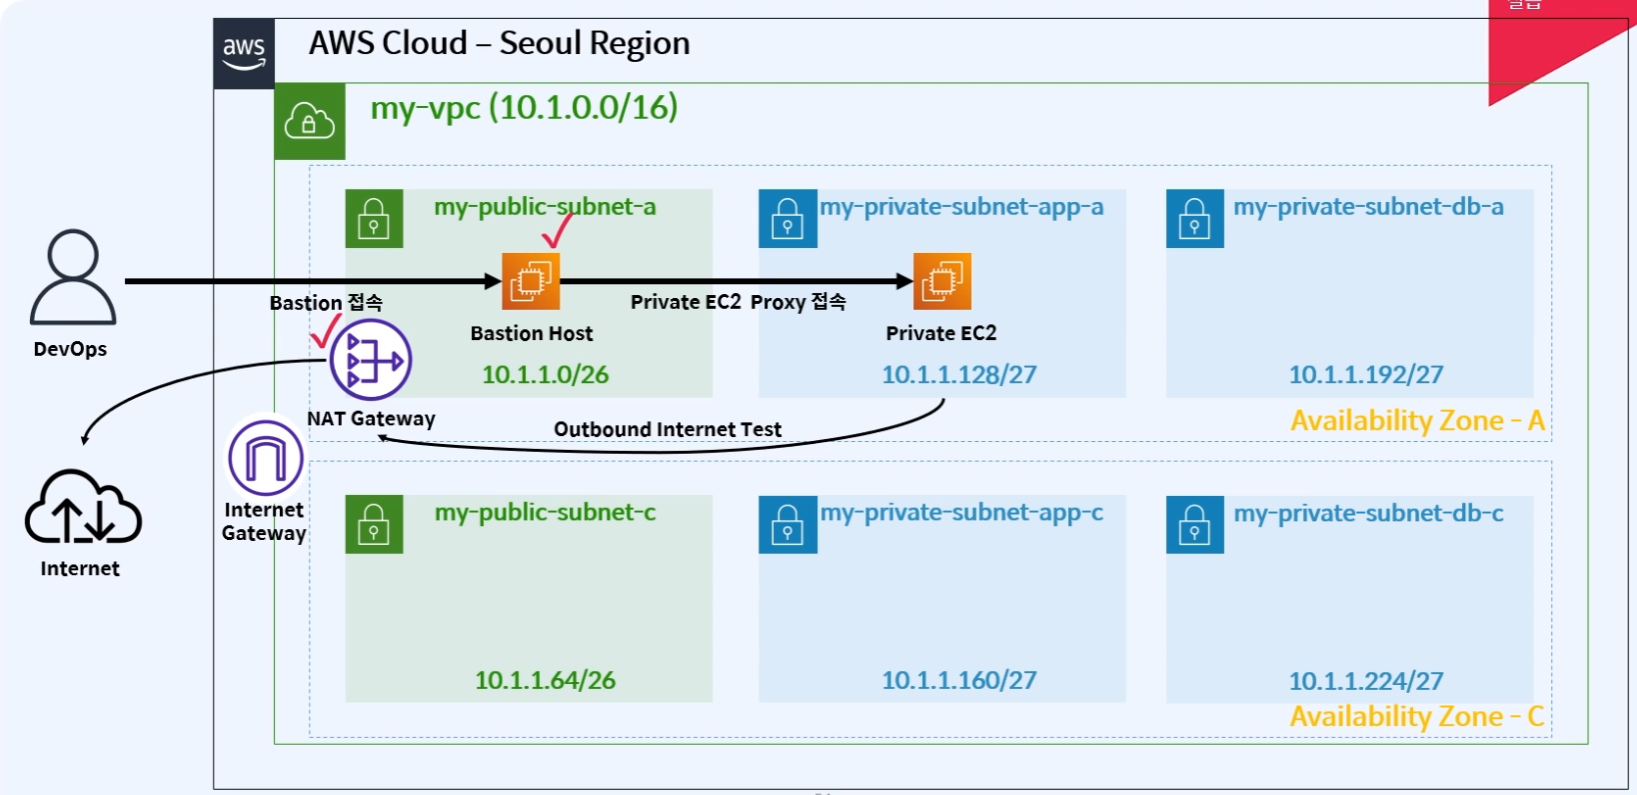 실습
aws
AWS Cloud – Seoul Region
my-vpc (10.1.0.0/16)
my-public-subnet-a
my-private-subnet-app-a
my-private-subnet-db-a
Bastion 접속
Private EC2 Proxy 접속
DevOps
Bastion Host
Private EC2
10.1.1.0/26
10.1.1.128/27
10.1.1.192/27
NAT Gateway
Outbound Internet Test
Availability Zone - A
Internet
Gateway
my-public-subnet-c
my-private-subnet-app-c
my-private-subnet-db-c
Internet
10.1.1.64/26
10.1.1.160/27
10.1.1.224/27
Availability Zone - C